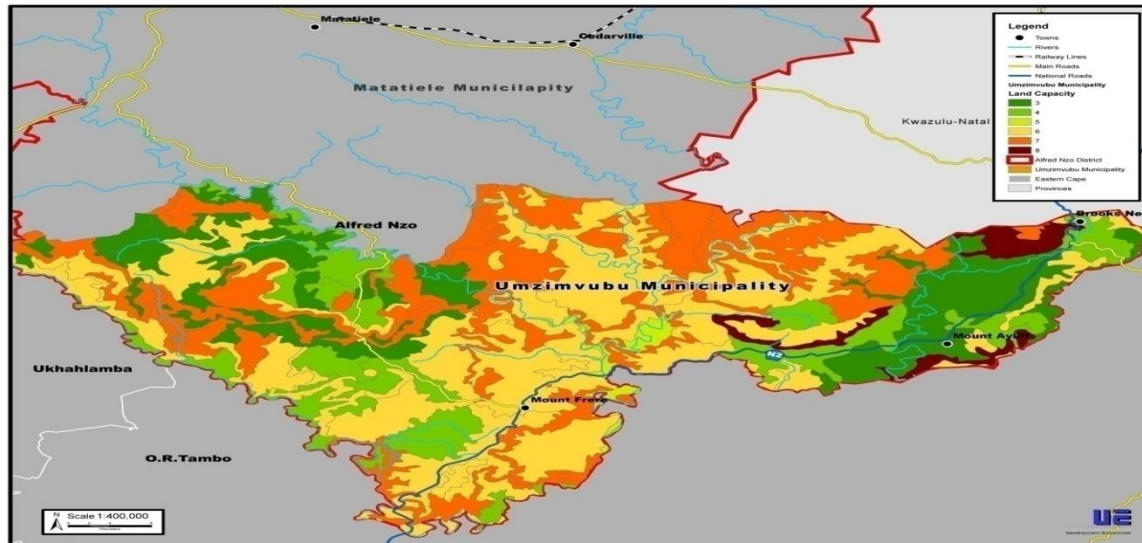 Matatiele
Cedarville
Matatiele Municilapity
Kwazulu-Natal
Alfred Nzo
Umzimvubu Municipality
Ukhahlamba
O.R.Tambo
Mount Frere
N2
Mount Ayliff
Brooks Ne
Legend
Towns
Rivers
Railway Lines
Main Roads
National Roads
Umzimvubu Municipality
Land Capacity
3
4
5
6
7
8
Alfred Nzo District
Umzimvubu Municipality
Eastern Cape
Provinces
N
Scale 1:400,000